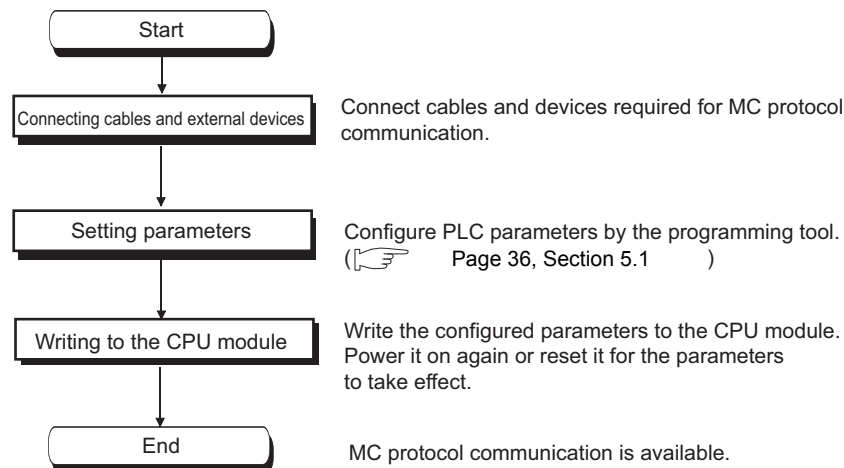 Start
Connecting cables and external devices
Connect cables and devices required for MC protocol
communication.
Setting parameters
Configure PLC parameters by the programming tool.
( Page 36, Section 5.1 )
Writing to the CPU module
Write the configured parameters to the CPU module.
Power it on again or reset it for the parameters
to take effect.
End
MC protocol communication is available.